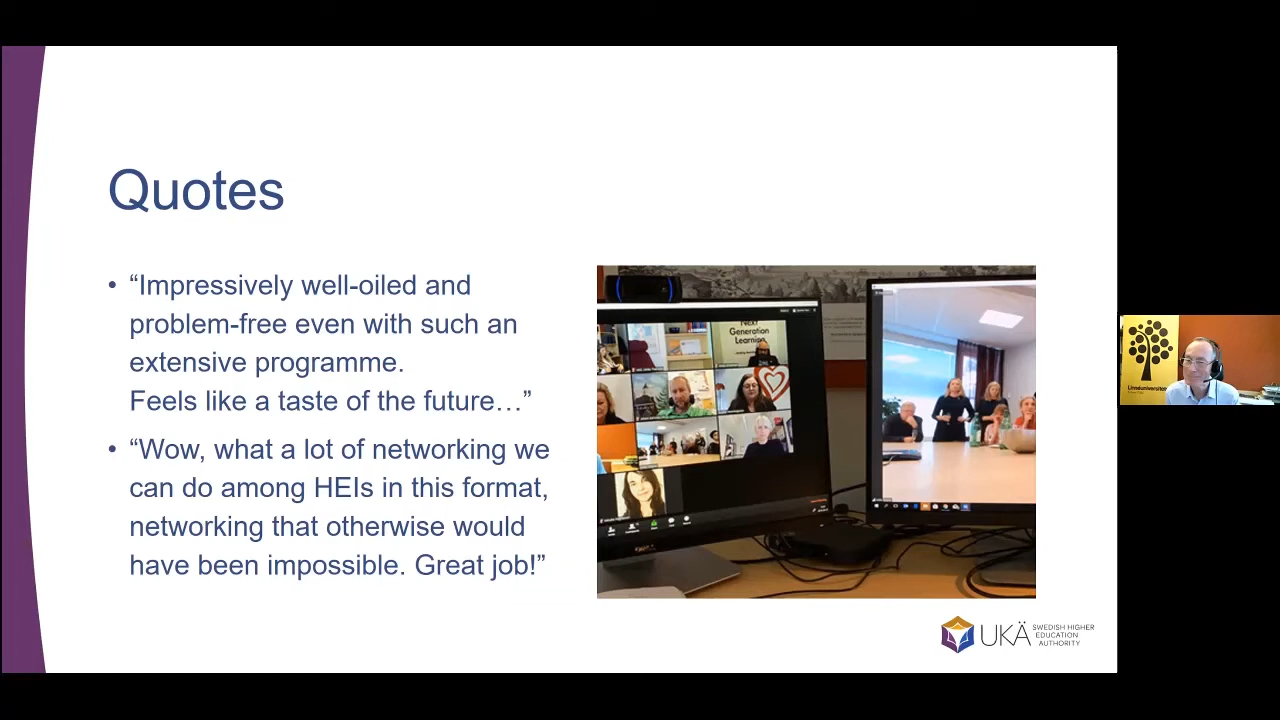 Quotes
• “Impressively well-oiled and
problem-free even with such an
extensive programme.
Feels like a taste of the future…”
• “Wow, what a lot of networking we
can do among HEIs in this format,
networking that otherwise would
have been impossible. Great job!”
Next
Generation
Learning
UKÄ
SWEDISH HIGHER
EDUCATION
AUTHORITY
Linnéuniversitetet